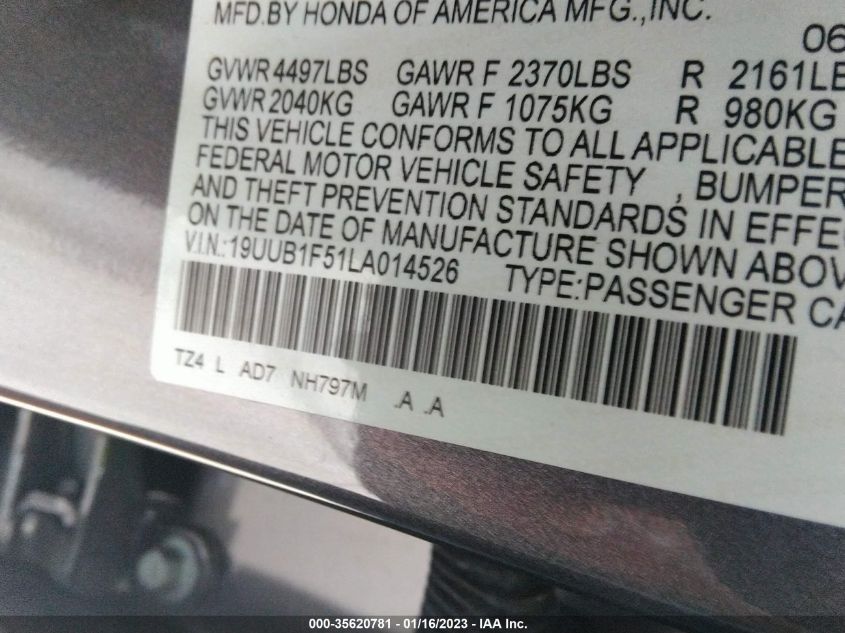 MFD.BY HONDA OF AMERICA MFG.,INC.
06
GVWR 4497LBS GAWR F 2370LBS R 2161LB
GVWR 2040KG GAWR F 1075KG R 980KG
THIS VEHICLE CONFORMS TO ALL APPLICABLE
FEDERAL MOTOR VEHICLE SAFETY , BUMPER
AND THEFT PREVENTION STANDARDS IN EFFEC
ON THE DATE OF MANUFACTURE SHOWN ABOV
V.I.N.:19UUB1F51LA014526 TYPE:PASSENGER CA
TZ4 L AD7 NH797M .A .A
000-35620781 - 01/16/2023 - IAA Inc.